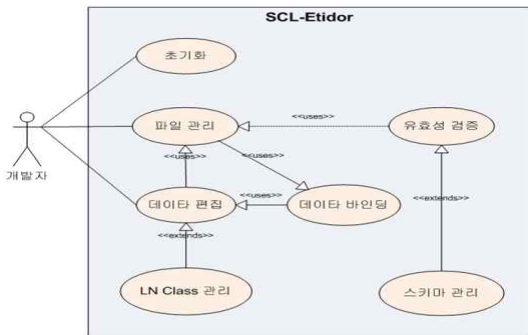 SCL-Etidor
초기화
파일 관리
<<uses>>
유효성 검증
<<uses>>
<<uses>>
개발자
데이타 편집
<<uses>>
데이타 바인딩
<<extends>>
<<extends>>
LN Class 관리
스키마 관리